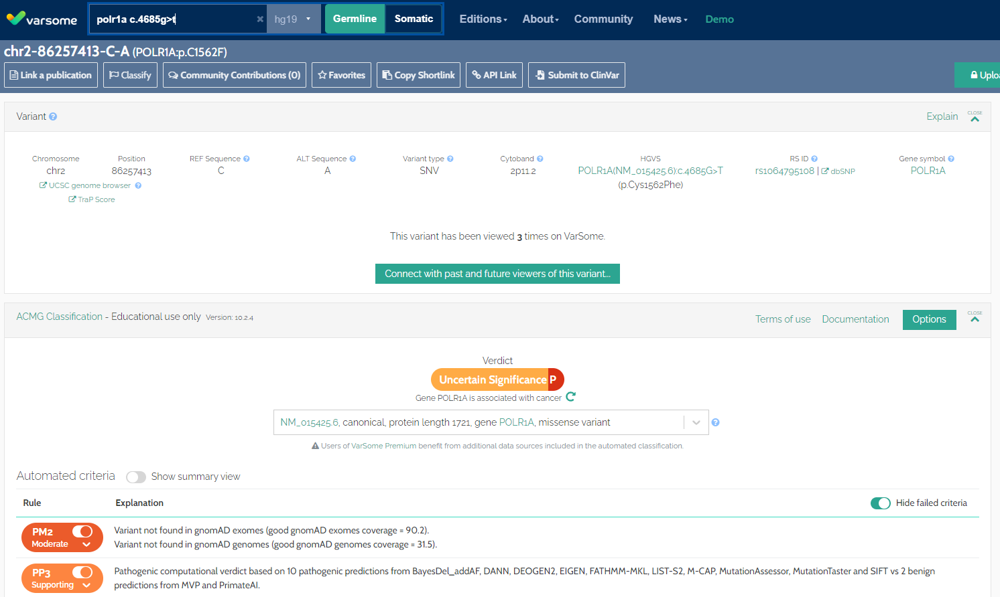 varsome polr1a c.4685g>t × hg19 Germline Somatic Editions About Community News Demo
chr2-86257413-C-A (POLR1A:p.C1562F)
Link a publication Classify Community Contributions (0) Favorites Copy Shortlink API Link Submit to ClinVar Uplo
Variant ? Explain CLOSE
Chromosome Position REF Sequence ? ALT Sequence ? Variant type ? Cytoband ? HGVS RS ID ? Gene symbol ?
chr2 86257413 C A SNV 2p11.2 POLR1A(NM_015425.6):c.4685G>T rs1064795108 | dbSNP POLR1A
UCSC genome browser ? (p.Cys1562Phe)
TraP Score
This variant has been viewed 3 times on VarSome.
Connect with past and future viewers of this variant...
ACMG Classification - Educational use only Version: 10.2.4 Terms of use Documentation Options CLOSE
Verdict
Uncertain Significance P
Gene POLR1A is associated with cancer
NM_015425.6, canonical, protein length 1721, gene POLR1A, missense variant ?
Users of VarSome Premium benefit from additional data sources included in the automated classification.
Automated criteria Show summary view
Rule Explanation Hide failed criteria
PM2 Variant not found in gnomAD exomes (good gnomAD exomes coverage = 90.2).
Moderate Variant not found in gnomAD genomes (good gnomAD genomes coverage = 31.5).
PP3 Pathogenic computational verdict based on 10 pathogenic predictions from BayesDel_addAF, DANN, DEOGEN2, EIGEN, FATHMM-MKL, LIST-S2, M-CAP, MutationAssessor, MutationTaster and SIFT vs 2 benign
Supporting predictions from MVP and PrimateAI.